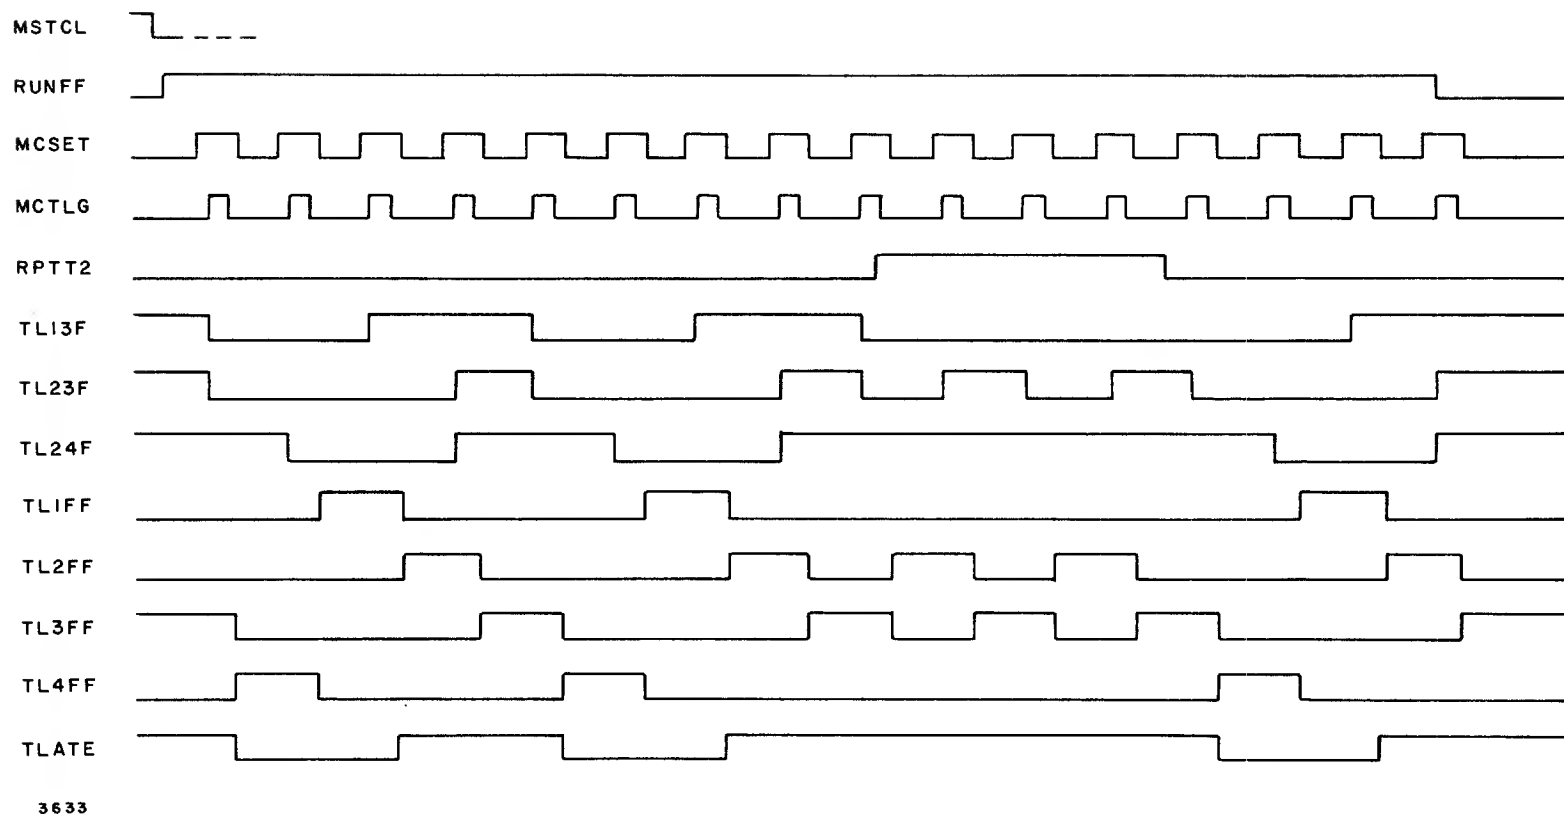 MSTCL
RUNFF
MCSET
MCTLG
RPTT2
TL13F
TL23F
TL24F
TL1FF
TL2FF
TL3FF
TL4FF
TLATE
3633